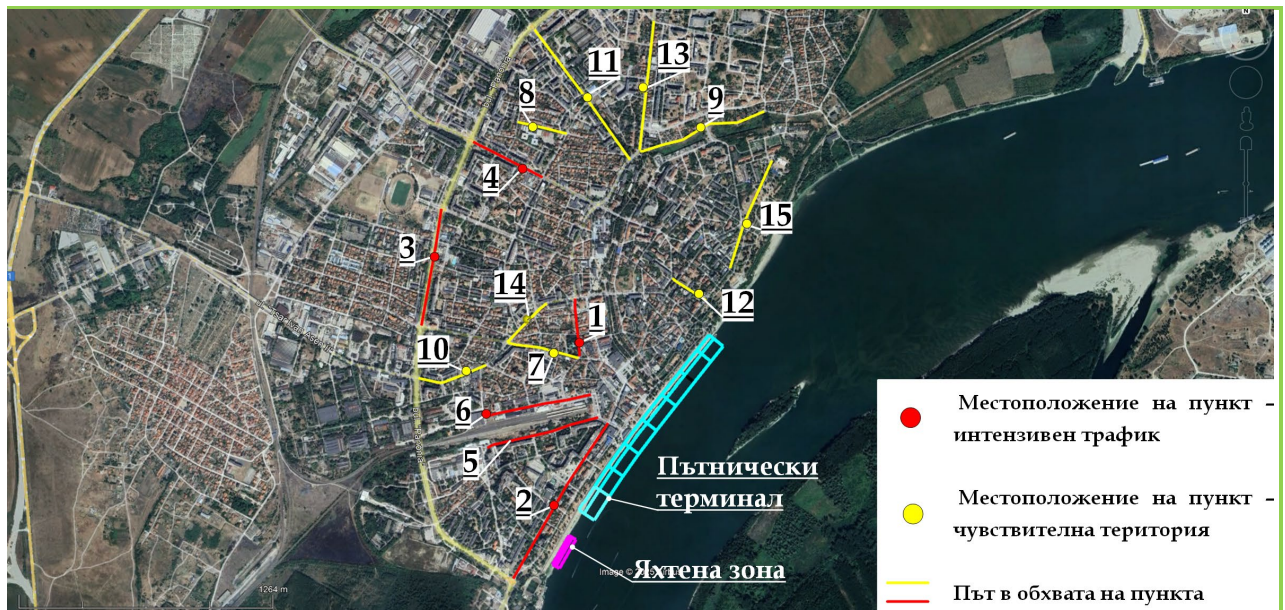 11
13
8
9
4
15
3
14
12
1
10
7
6
5
2
Пътнически
терминал
Яхтена зона
1264 m
1
Местоположение на пункт –
интензивен трафик
Местоположение на пункт –
чувствителна територия
Път в обхвата на пункта